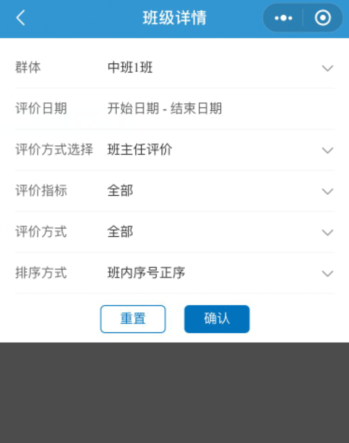 班级详情
群体 中班1班
评价日期 开始日期 - 结束日期
评价方式选择 班主任评价
评价指标 全部
评价方式 全部
排序方式 班内序号正序
重置 确认